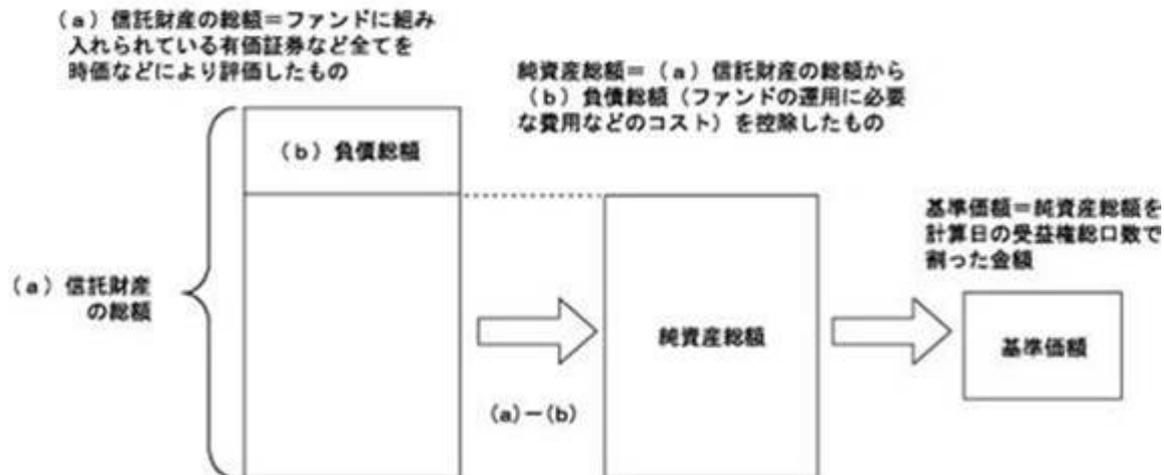 （a）信託財産の総額＝ファンドに組み
入れられている有価証券など全てを
時価などにより評価したもの
純資産総額＝（a）信託財産の総額から
（b）負債総額（ファンドの運用に必要
な費用などのコスト）を控除したもの
（b）負債総額
基準価額＝純資産総額を
計算日の受益権総口数で
割った金額
（a）信託財産
の総額
純資産総額
基準価額
(a)－(b)